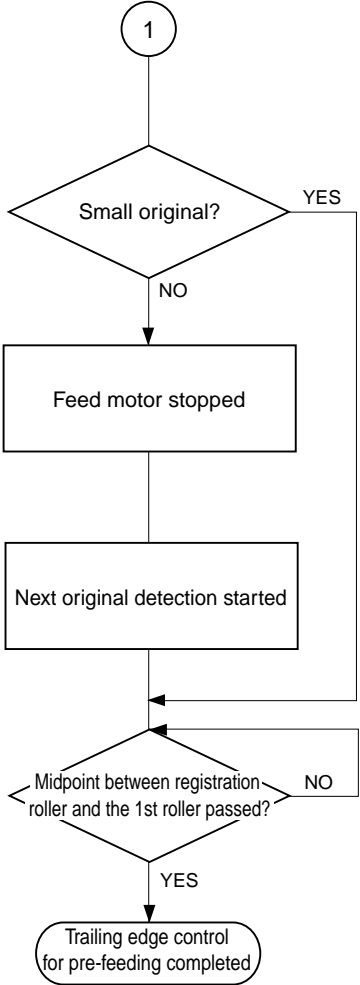 1
Small original?
YES
NO
Feed motor stopped
Next original detection started
Midpoint between registration
roller and the 1st roller passed?
NO
YES
Trailing edge control
for pre-feeding completed